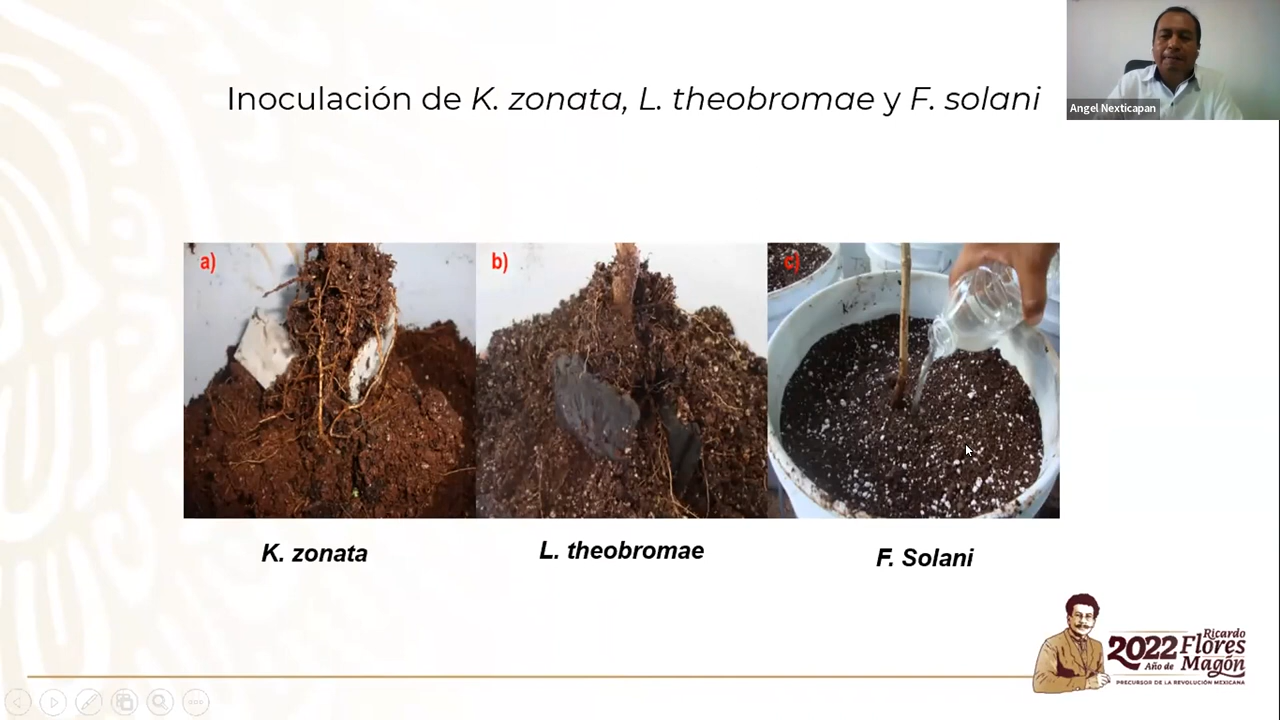 Inoculación de K. zonata, L. theobromae y F. solani
Angel Nexticapan
a)
b)
c)
K. zonata
L. theobromae
F. Solani
2022 Ricardo
Año de Flores
Magón
PRECURSOR DE LA REVOLUCIÓN MEXICANA